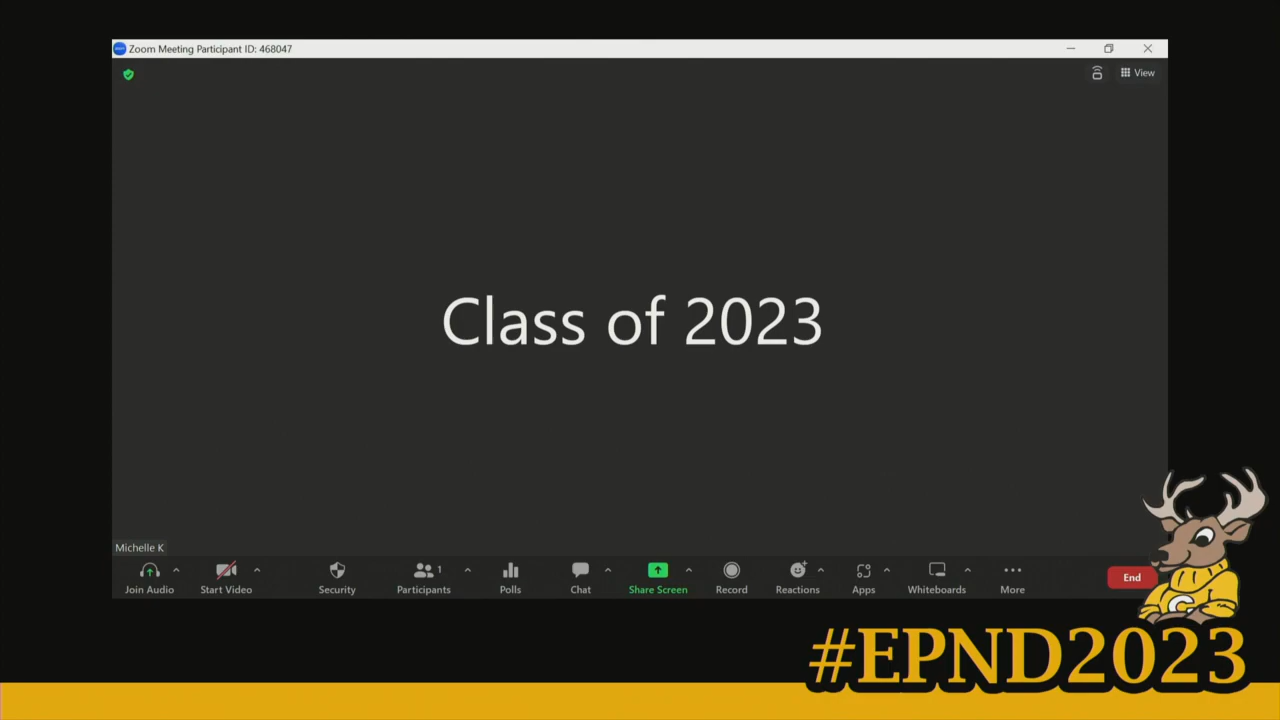 Zoom Meeting Participant ID: 468047
View
Class of 2023
Michelle K
Join Audio
Start Video
Security
Participants 1
Polls
Chat
Share Screen
Record
Reactions
Apps
Whiteboards
More
End
G
#EPND2023